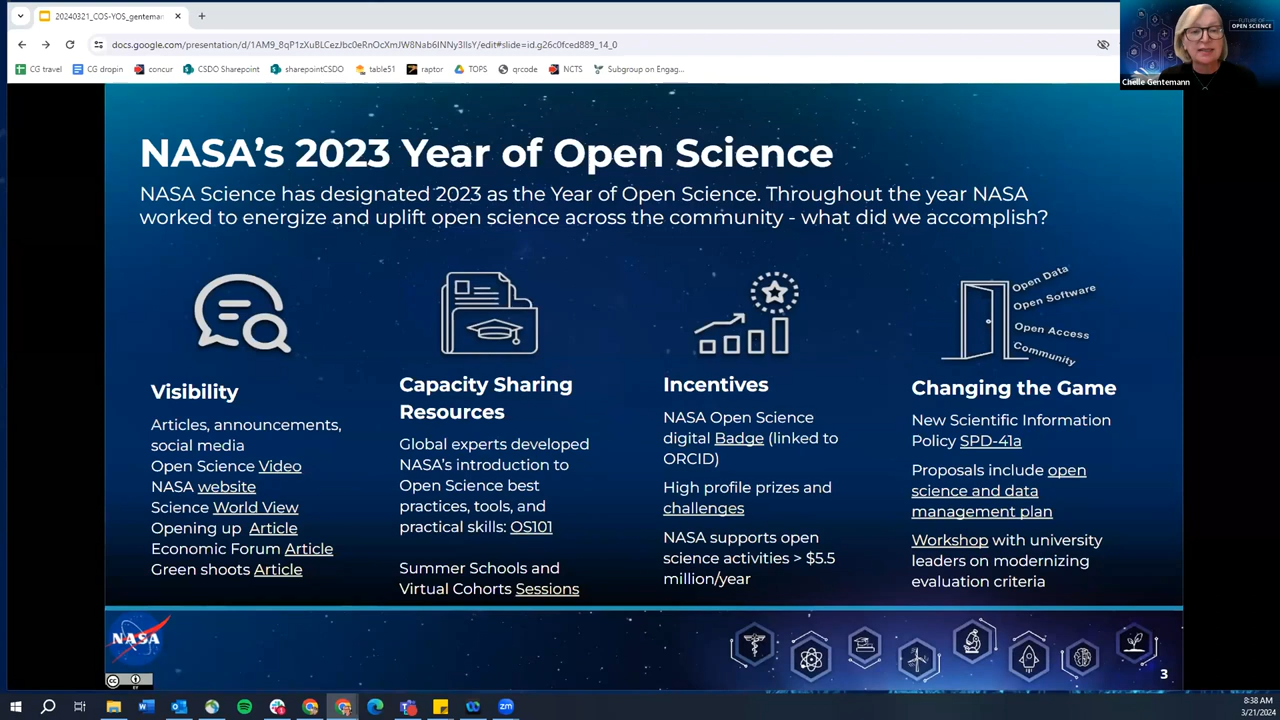 20240321_COS-YOS_genteman
docs.google.com/presentation/d/1AM9_8qP1zXuBLCezJbc0eRnOcXmJW8Nab6INNy3IlsY/edit#slide=id.g26c0fced889_14_0
CG travel
CG dropin
concur
CSDO Sharepoint
sharepointCSDO
table51
raptor
TOPS
qrcode
NCTS
Subgroup on Engag...
FUTURE OF
OPEN SCIENCE
Chelle Gentemann
NASA's 2023 Year of Open Science
NASA Science has designated 2023 as the Year of Open Science. Throughout the year NASA
worked to energize and uplift open science across the community - what did we accomplish?
Visibility
Articles, announcements,
social media
Open Science Video
NASA website
Science World View
Opening up Article
Economic Forum Article
Green shoots Article
Capacity Sharing
Resources
Global experts developed
NASA's introduction to
Open Science best
practices, tools, and
practical skills: OS101
Summer Schools and
Virtual Cohorts Sessions
Incentives
NASA Open Science
digital Badge (linked to
ORCID)
High profile prizes and
challenges
NASA supports open
science activities > $5.5
million/year
Open Data
Open Software
Open Access
Community
Changing the Game
New Scientific Information
Policy SPD-41a
Proposals include open
science and data
management plan
Workshop with university
leaders on modernizing
evaluation criteria
NASA
cc
BY
3
8:38 AM
3/21/2024